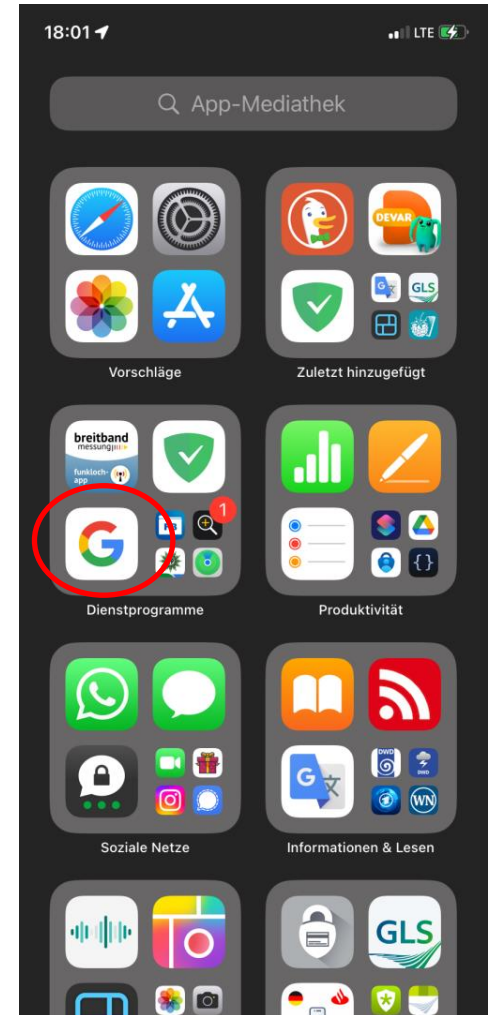 18:01
LTE
App-Mediathek
DEVAR
GLS
Vorschläge
Zuletzt hinzugefügt
breitband
messung
funkloch-
app
1
Dienstprogramme
Produktivität
Soziale Netze
DWD
DWD
WN
Informationen & Lesen
GLS